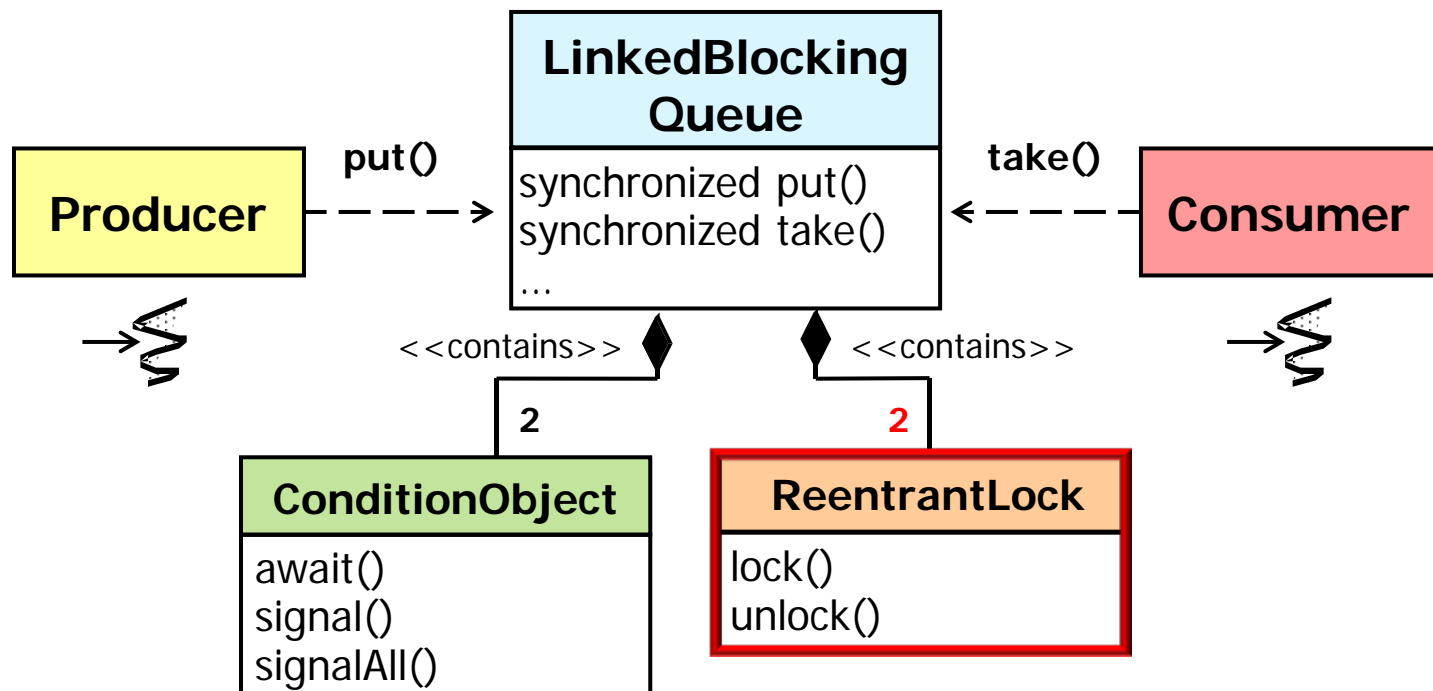 LinkedBlocking
Queue
put()
take()
Producer
synchronized put()
synchronized take()
...
Consumer
<<contains>>
<<contains>>
2
2
ConditionObject
await()
signal()
signalAll()
ReentrantLock
lock()
unlock()